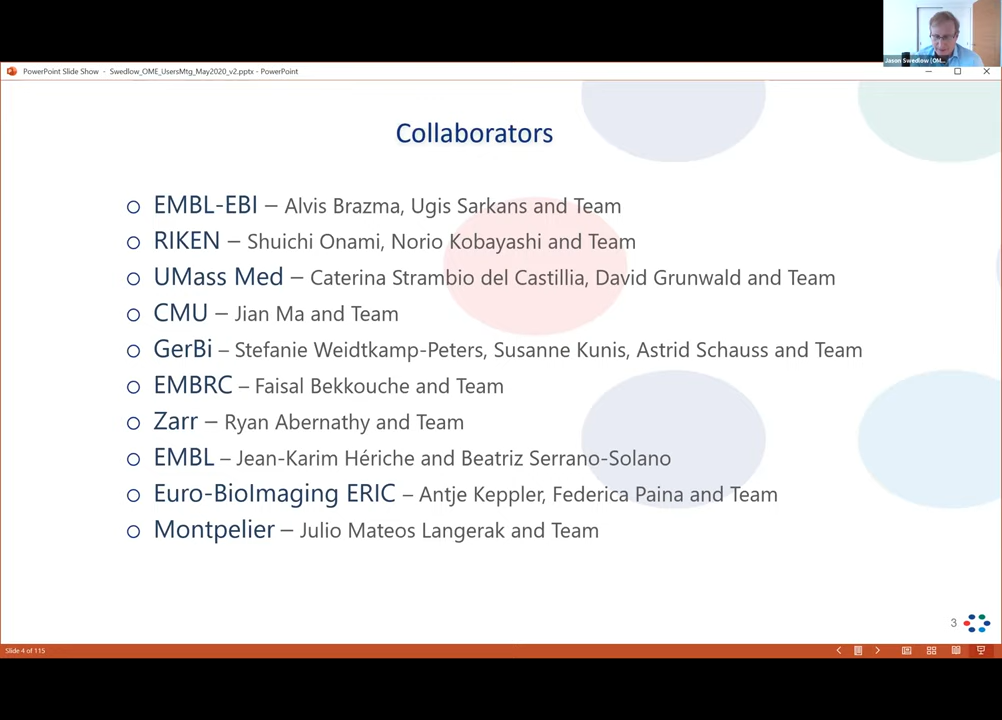 Jason Swedlow (OM...
PowerPoint Slide Show - Swedlow_OME_UsersMtg_May2020_v2.pptx - PowerPoint
Collaborators
EMBL-EBI – Alvis Brazma, Ugis Sarkans and Team
RIKEN – Shuichi Onami, Norio Kobayashi and Team
UMass Med – Caterina Strambio del Castillia, David Grunwald and Team
CMU – Jian Ma and Team
GerBi – Stefanie Weidtkamp-Peters, Susanne Kunis, Astrid Schauss and Team
EMBRC – Faisal Bekkouche and Team
Zarr – Ryan Abernathy and Team
EMBL – Jean-Karim Hériche and Beatriz Serrano-Solano
Euro-BioImaging ERIC – Antje Keppler, Federica Paina and Team
Montpelier – Julio Mateos Langerak and Team
3
Slide 4 of 115